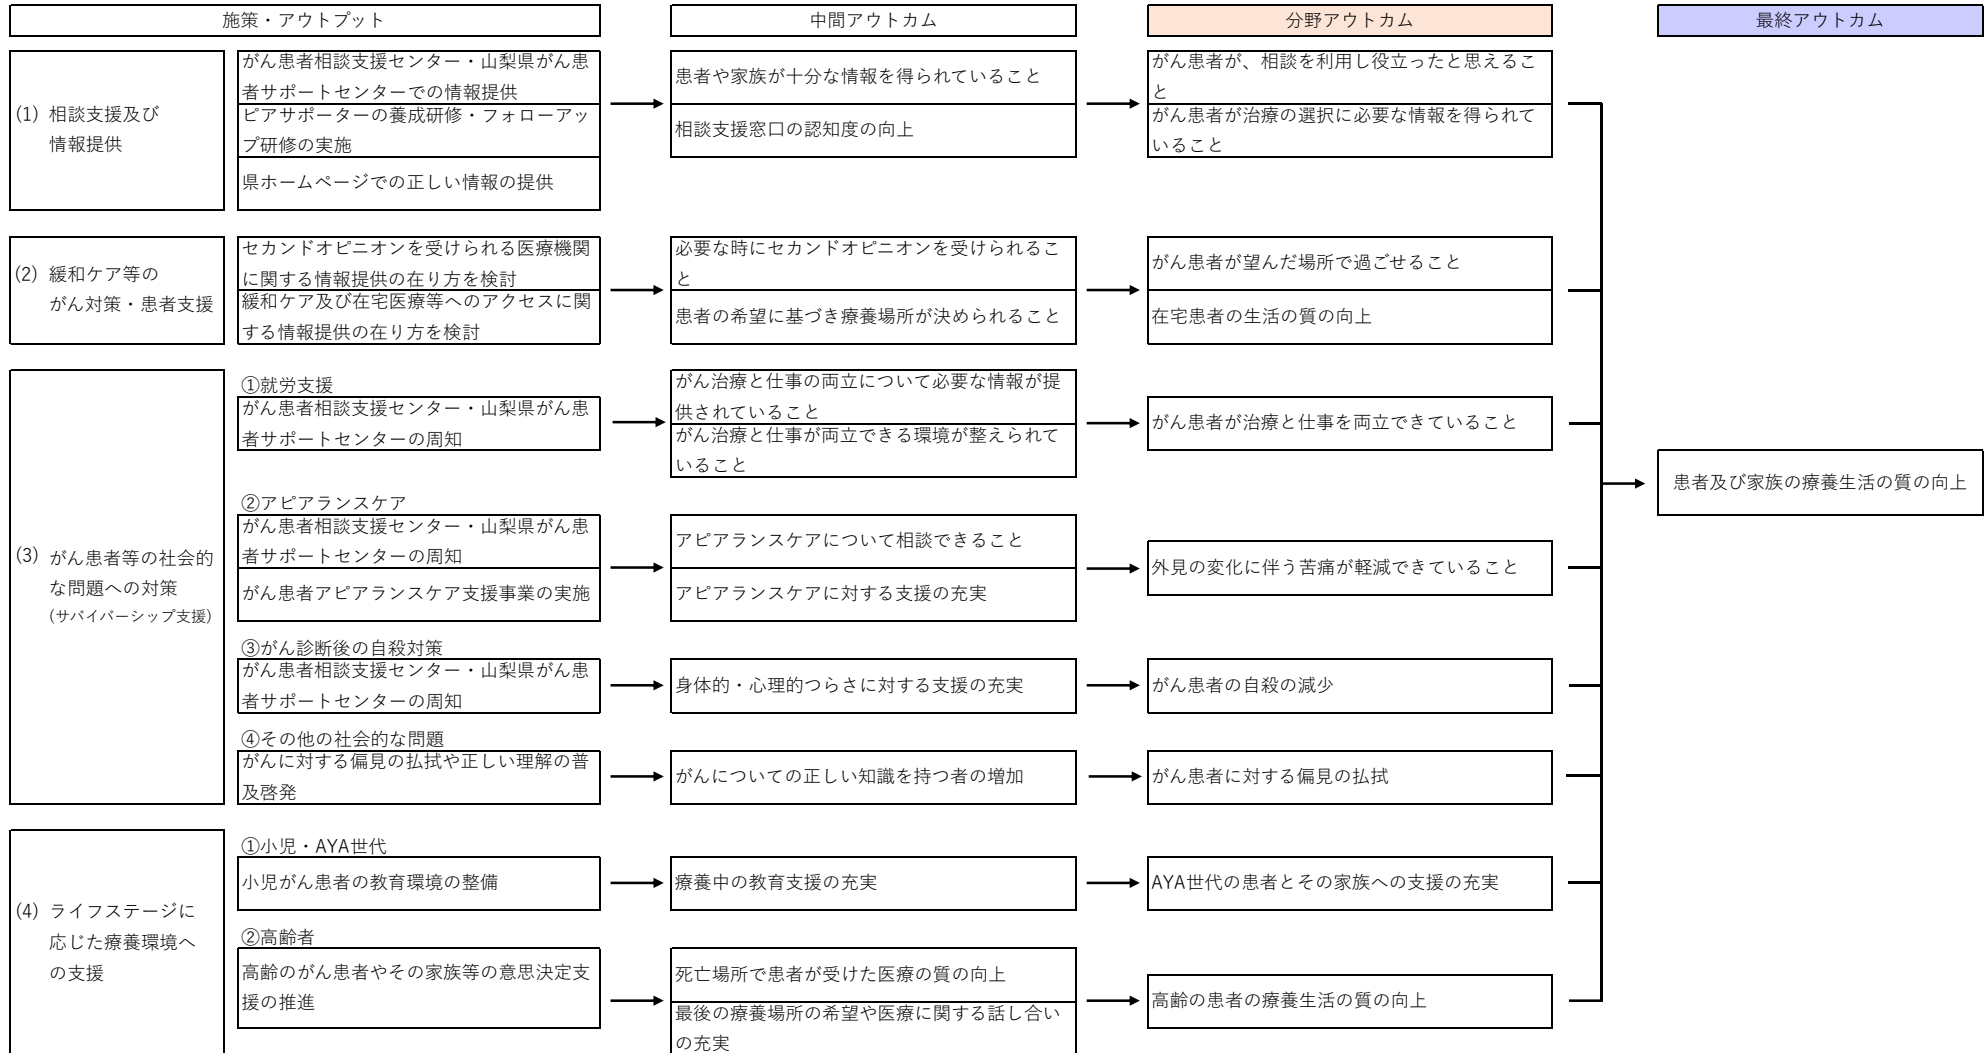 施策・アウトプット
中間アウトカム
分野アウトカム
最終アウトカム
(1) 相談支援及び
情報提供
がん患者相談支援センター・山梨県がん患
者サポートセンターでの情報提供
ピアサポーターの養成研修・フォローアッ
プ研修の実施
県ホームページでの正しい情報の提供
患者や家族が十分な情報を得られていること
相談支援窓口の認知度の向上
がん患者が、相談を利用し役立ったと思えるこ
と
がん患者が治療の選択に必要な情報を得られて
いること
(2) 緩和ケア等の
がん対策・患者支援
セカンドオピニオンを受けられる医療機関
に関する情報提供の在り方を検討
緩和ケア及び在宅医療等へのアクセスに関
する情報提供の在り方を検討
必要な時にセカンドオピニオンを受けられるこ
と
患者の希望に基づき療養場所が決められること
がん患者が望んだ場所で過ごせること
在宅患者の生活の質の向上
(3) がん患者等の社会的
な問題への対策
(サバイバーシップ支援)
①就労支援
がん患者相談支援センター・山梨県がん患
者サポートセンターの周知
がん治療と仕事の両立について必要な情報が提
供されていること
がん治療と仕事が両立できる環境が整えられて
いること
がん患者が治療と仕事を両立できていること
②アピアランスケア
がん患者相談支援センター・山梨県がん患
者サポートセンターの周知
がん患者アピアランスケア支援事業の実施
アピアランスケアについて相談できること
アピアランスケアに対する支援の充実
外見の変化に伴う苦痛が軽減できていること
③がん診断後の自殺対策
がん患者相談支援センター・山梨県がん患
者サポートセンターの周知
身体的・心理的つらさに対する支援の充実
がん患者の自殺の減少
④その他の社会的な問題
がんに対する偏見の払拭や正しい理解の普
及啓発
がんについての正しい知識を持つ者の増加
がん患者に対する偏見の払拭
(4) ライフステージに
応じた療養環境へ
の支援
①小児・AYA世代
小児がん患者の教育環境の整備
療養中の教育支援の充実
AYA世代の患者とその家族への支援の充実
②高齢者
高齢のがん患者やその家族等の意思決定支
援の推進
死亡場所で患者が受けた医療の質の向上
最後の療養場所の希望や医療に関する話し合い
の充実
高齢の患者の療養生活の質の向上
患者及び家族の療養生活の質の向上